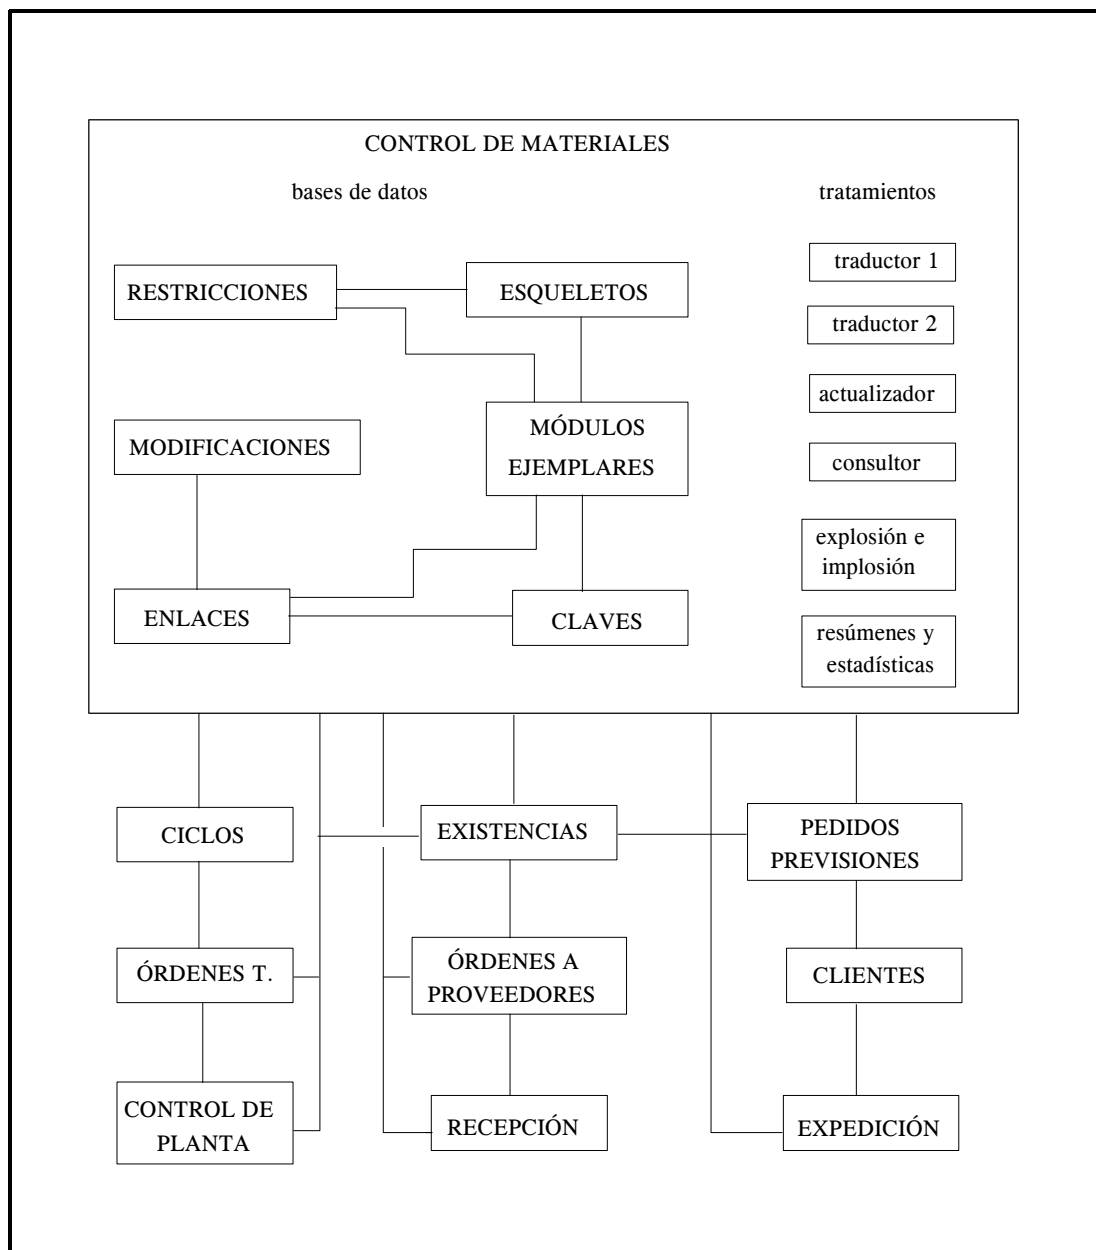 CONTROL DE MATERIALES
bases de datos
tratamientos
RESTRICCIONES
ESQUELETOS
MODIFICACIONES
MÓDULOS
EJEMPLARES
ENLACES
CLAVES
traductor 1
traductor 2
actualizador
consultor
explosión e
implosión
resúmenes y
estadísticas
CICLOS
EXISTENCIAS
PEDIDOS
PREVISIONES
ÓRDENES T.
ÓRDENES A
PROVEEDORES
CLIENTES
CONTROL DE
PLANTA
RECEPCIÓN
EXPEDICIÓN